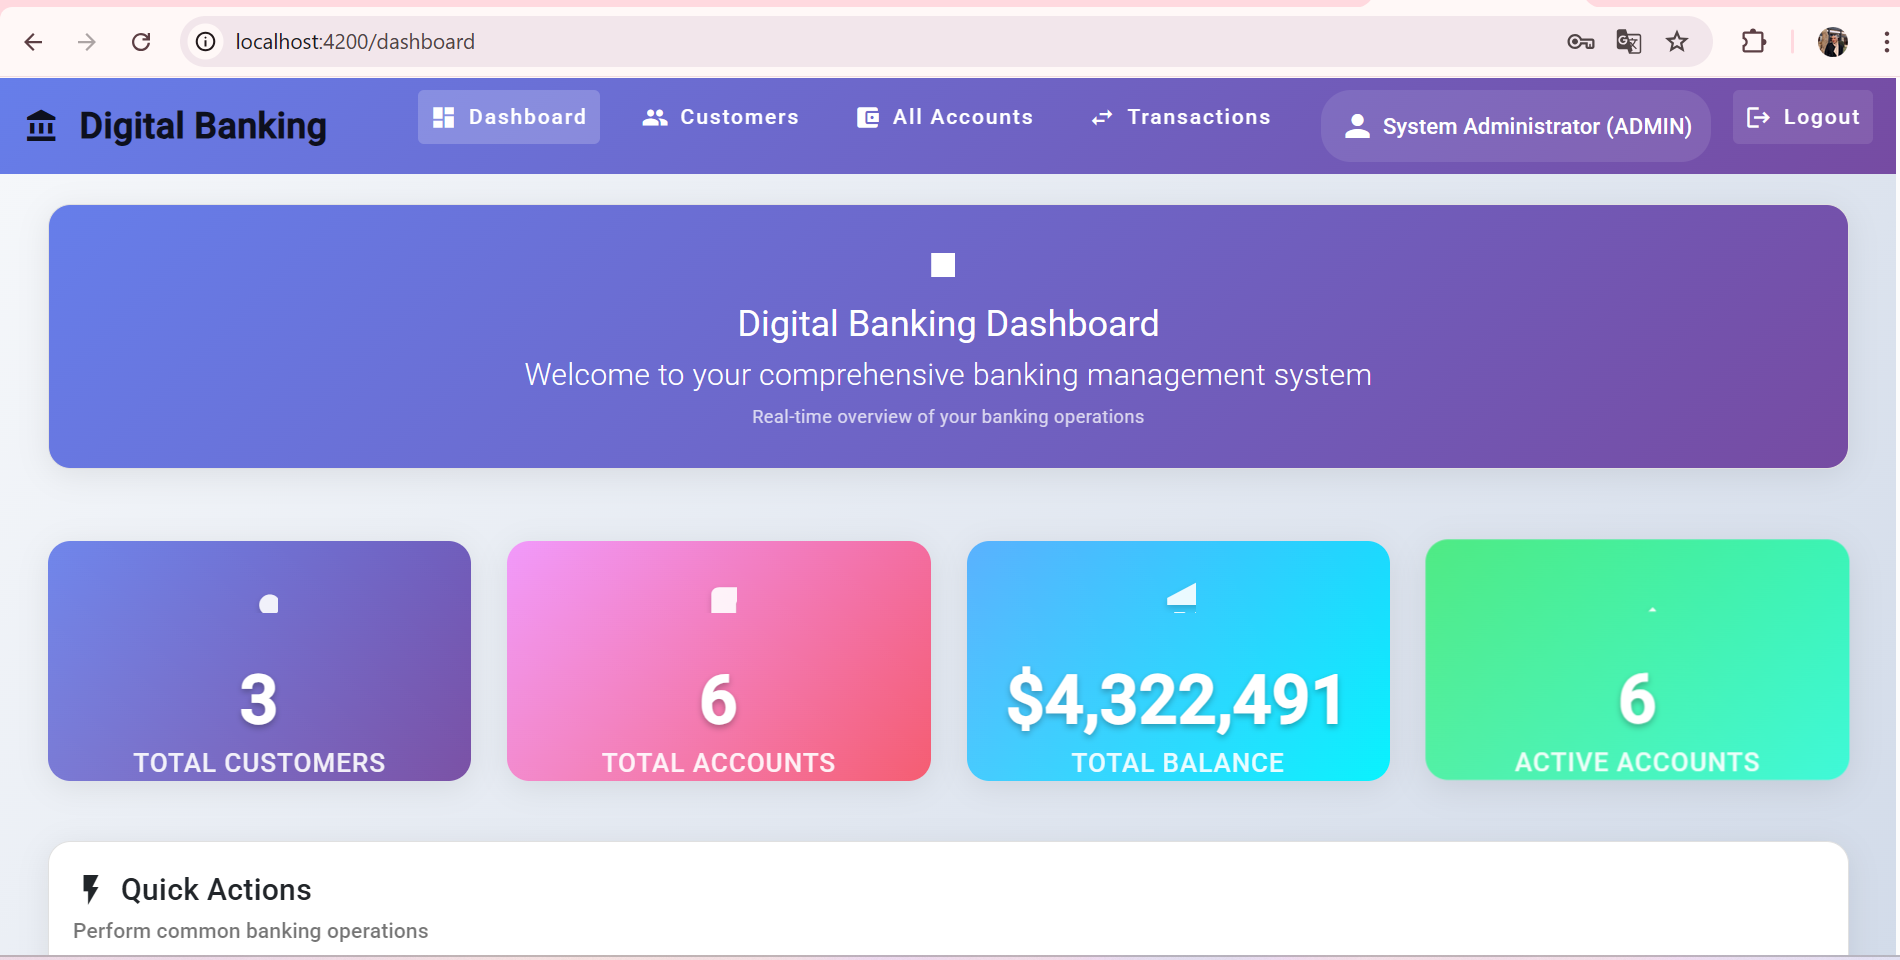 localhost:4200/dashboard
Digital Banking
Dashboard
Customers
All Accounts
Transactions
System Administrator (ADMIN)
Logout
Digital Banking Dashboard
Welcome to your comprehensive banking management system
Real-time overview of your banking operations
3
TOTAL CUSTOMERS
6
TOTAL ACCOUNTS
$4,322,491
TOTAL BALANCE
6
ACTIVE ACCOUNTS
Quick Actions
Perform common banking operations